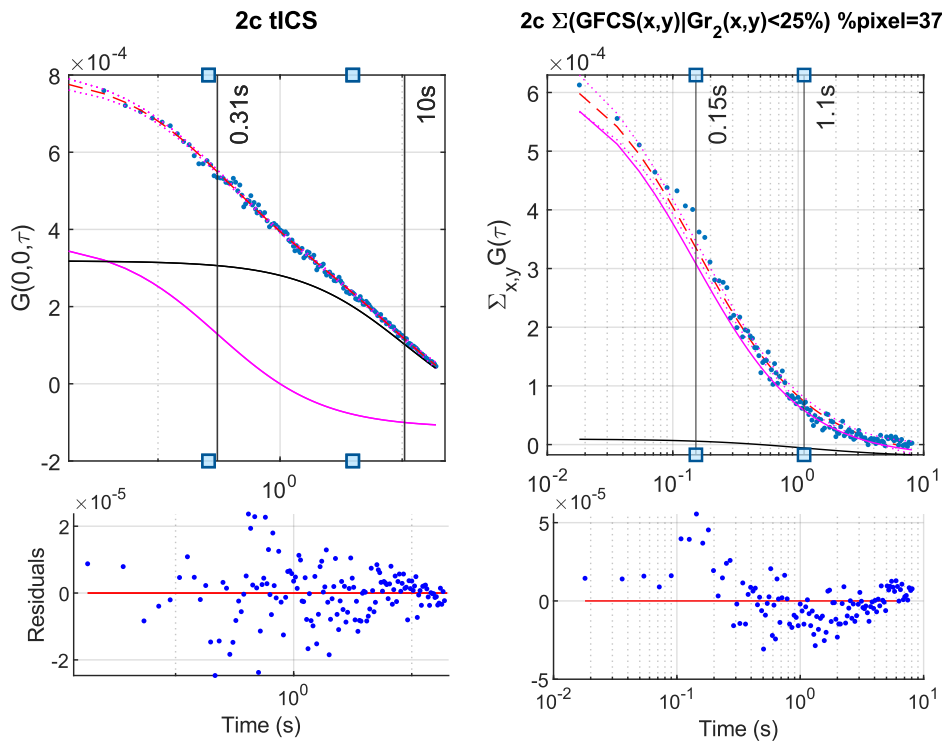 2c tICS
×10⁻⁴
8
6
4
2
0
-2
G(0,0,τ)
0.31s
10s
10⁰
×10⁻⁵
2
0
-2
Residuals
10⁰
Time (s)
2c Σ(GFCS(x,y)|Gr₂(x,y)<25%) %pixel=37
×10⁻⁴
6
4
3
2
1
0
Σx,yG(τ)
0.15s
1.1s
10⁻²
10⁻¹
10⁰
10¹
×10⁻⁵
5
0
-5
10⁻²
10⁻¹
10⁰
10¹
Time (s)